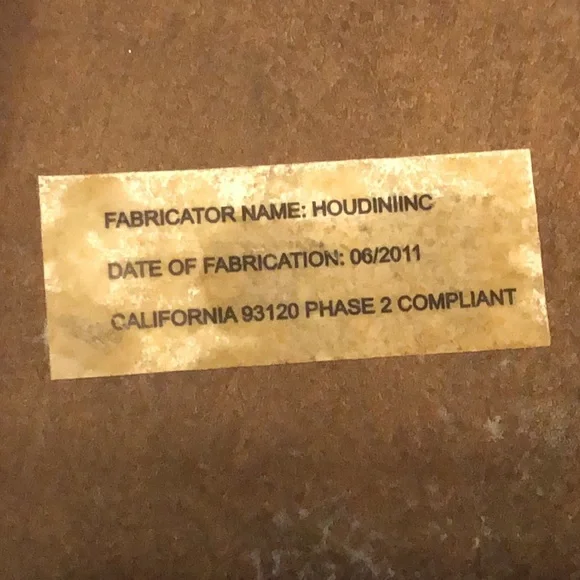 FABRICATOR NAME: HOUDINIINC
DATE OF FABRICATION: 06/2011
CALIFORNIA 93120 PHASE 2 COMPLIANT